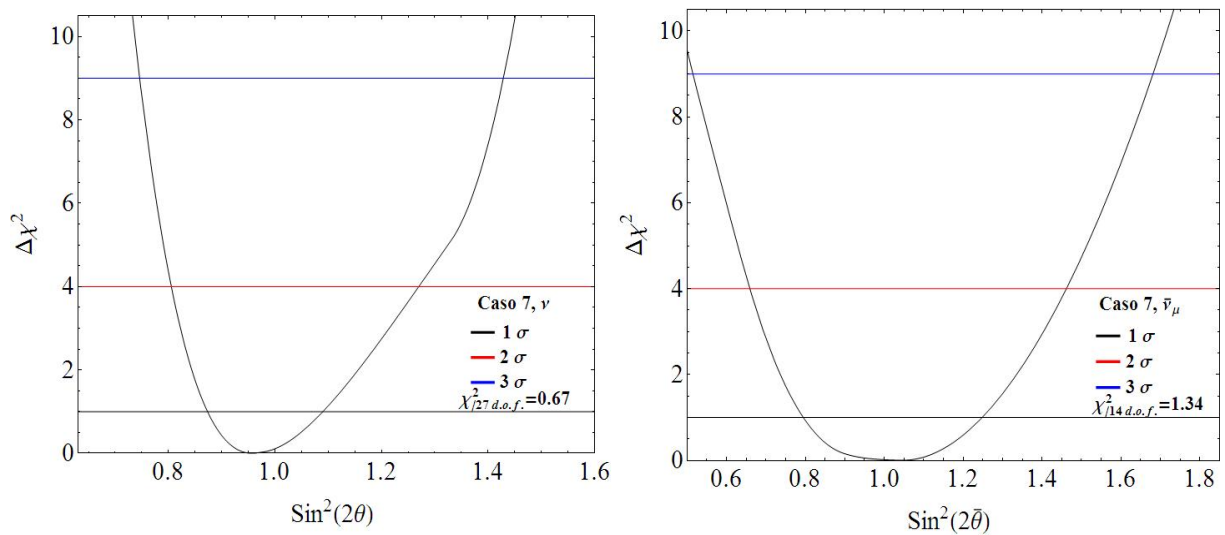 10
8
6
4
2
0
Δχ²
Caso 7, ν
1 σ
2 σ
3 σ
χ²/27 d.o.f.=0.67
0.8 1.0 1.2 1.4 1.6
Sin²(2θ)
10
8
6
4
2
0
Δχ²
Caso 7, ν̄μ
1 σ
2 σ
3 σ
χ²/14 d.o.f.=1.34
0.6 0.8 1.0 1.2 1.4 1.6 1.8
Sin²(2θ̄)